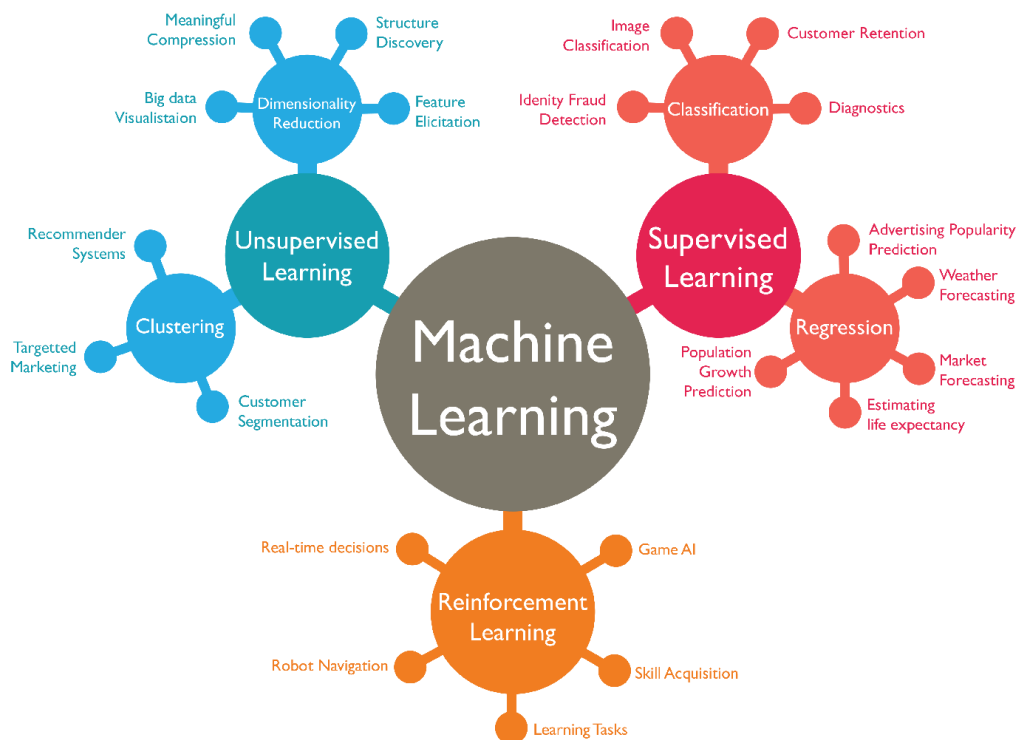 Meaningful
Compression
Structure
Discovery
Big data
Visualistaion
Dimensionality
Reduction
Feature
Elicitation
Unsupervised
Learning
Recommender
Systems
Clustering
Targetted
Marketing
Customer
Segmentation
Image
Classification
Customer Retention
Idenity Fraud
Detection
Classification
Diagnostics
Supervised
Learning
Advertising Popularity
Prediction
Weather
Forecasting
Regression
Population
Growth
Prediction
Market
Forecasting
Estimating
life expectancy
Machine
Learning
Real-time decisions
Game AI
Reinforcement
Learning
Robot Navigation
Skill Acquisition
Learning Tasks